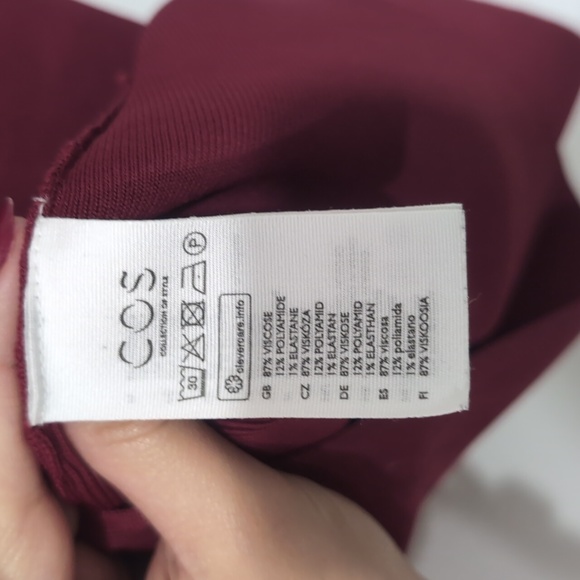 COS
COLLECTION OF STYLE
30 P
clevercare.info
GB 87% VISCOSE
12% POLYAMIDE
1% ELASTANE
CZ 87% VISKÓZA
12% POLYAMID
1% ELASTAN
DE 87% VISKOSE
12% POLYAMID
1% ELASTHAN
ES 87% viscosa
12% poliamida
1% elastano
FI 87% VISKOOSIA